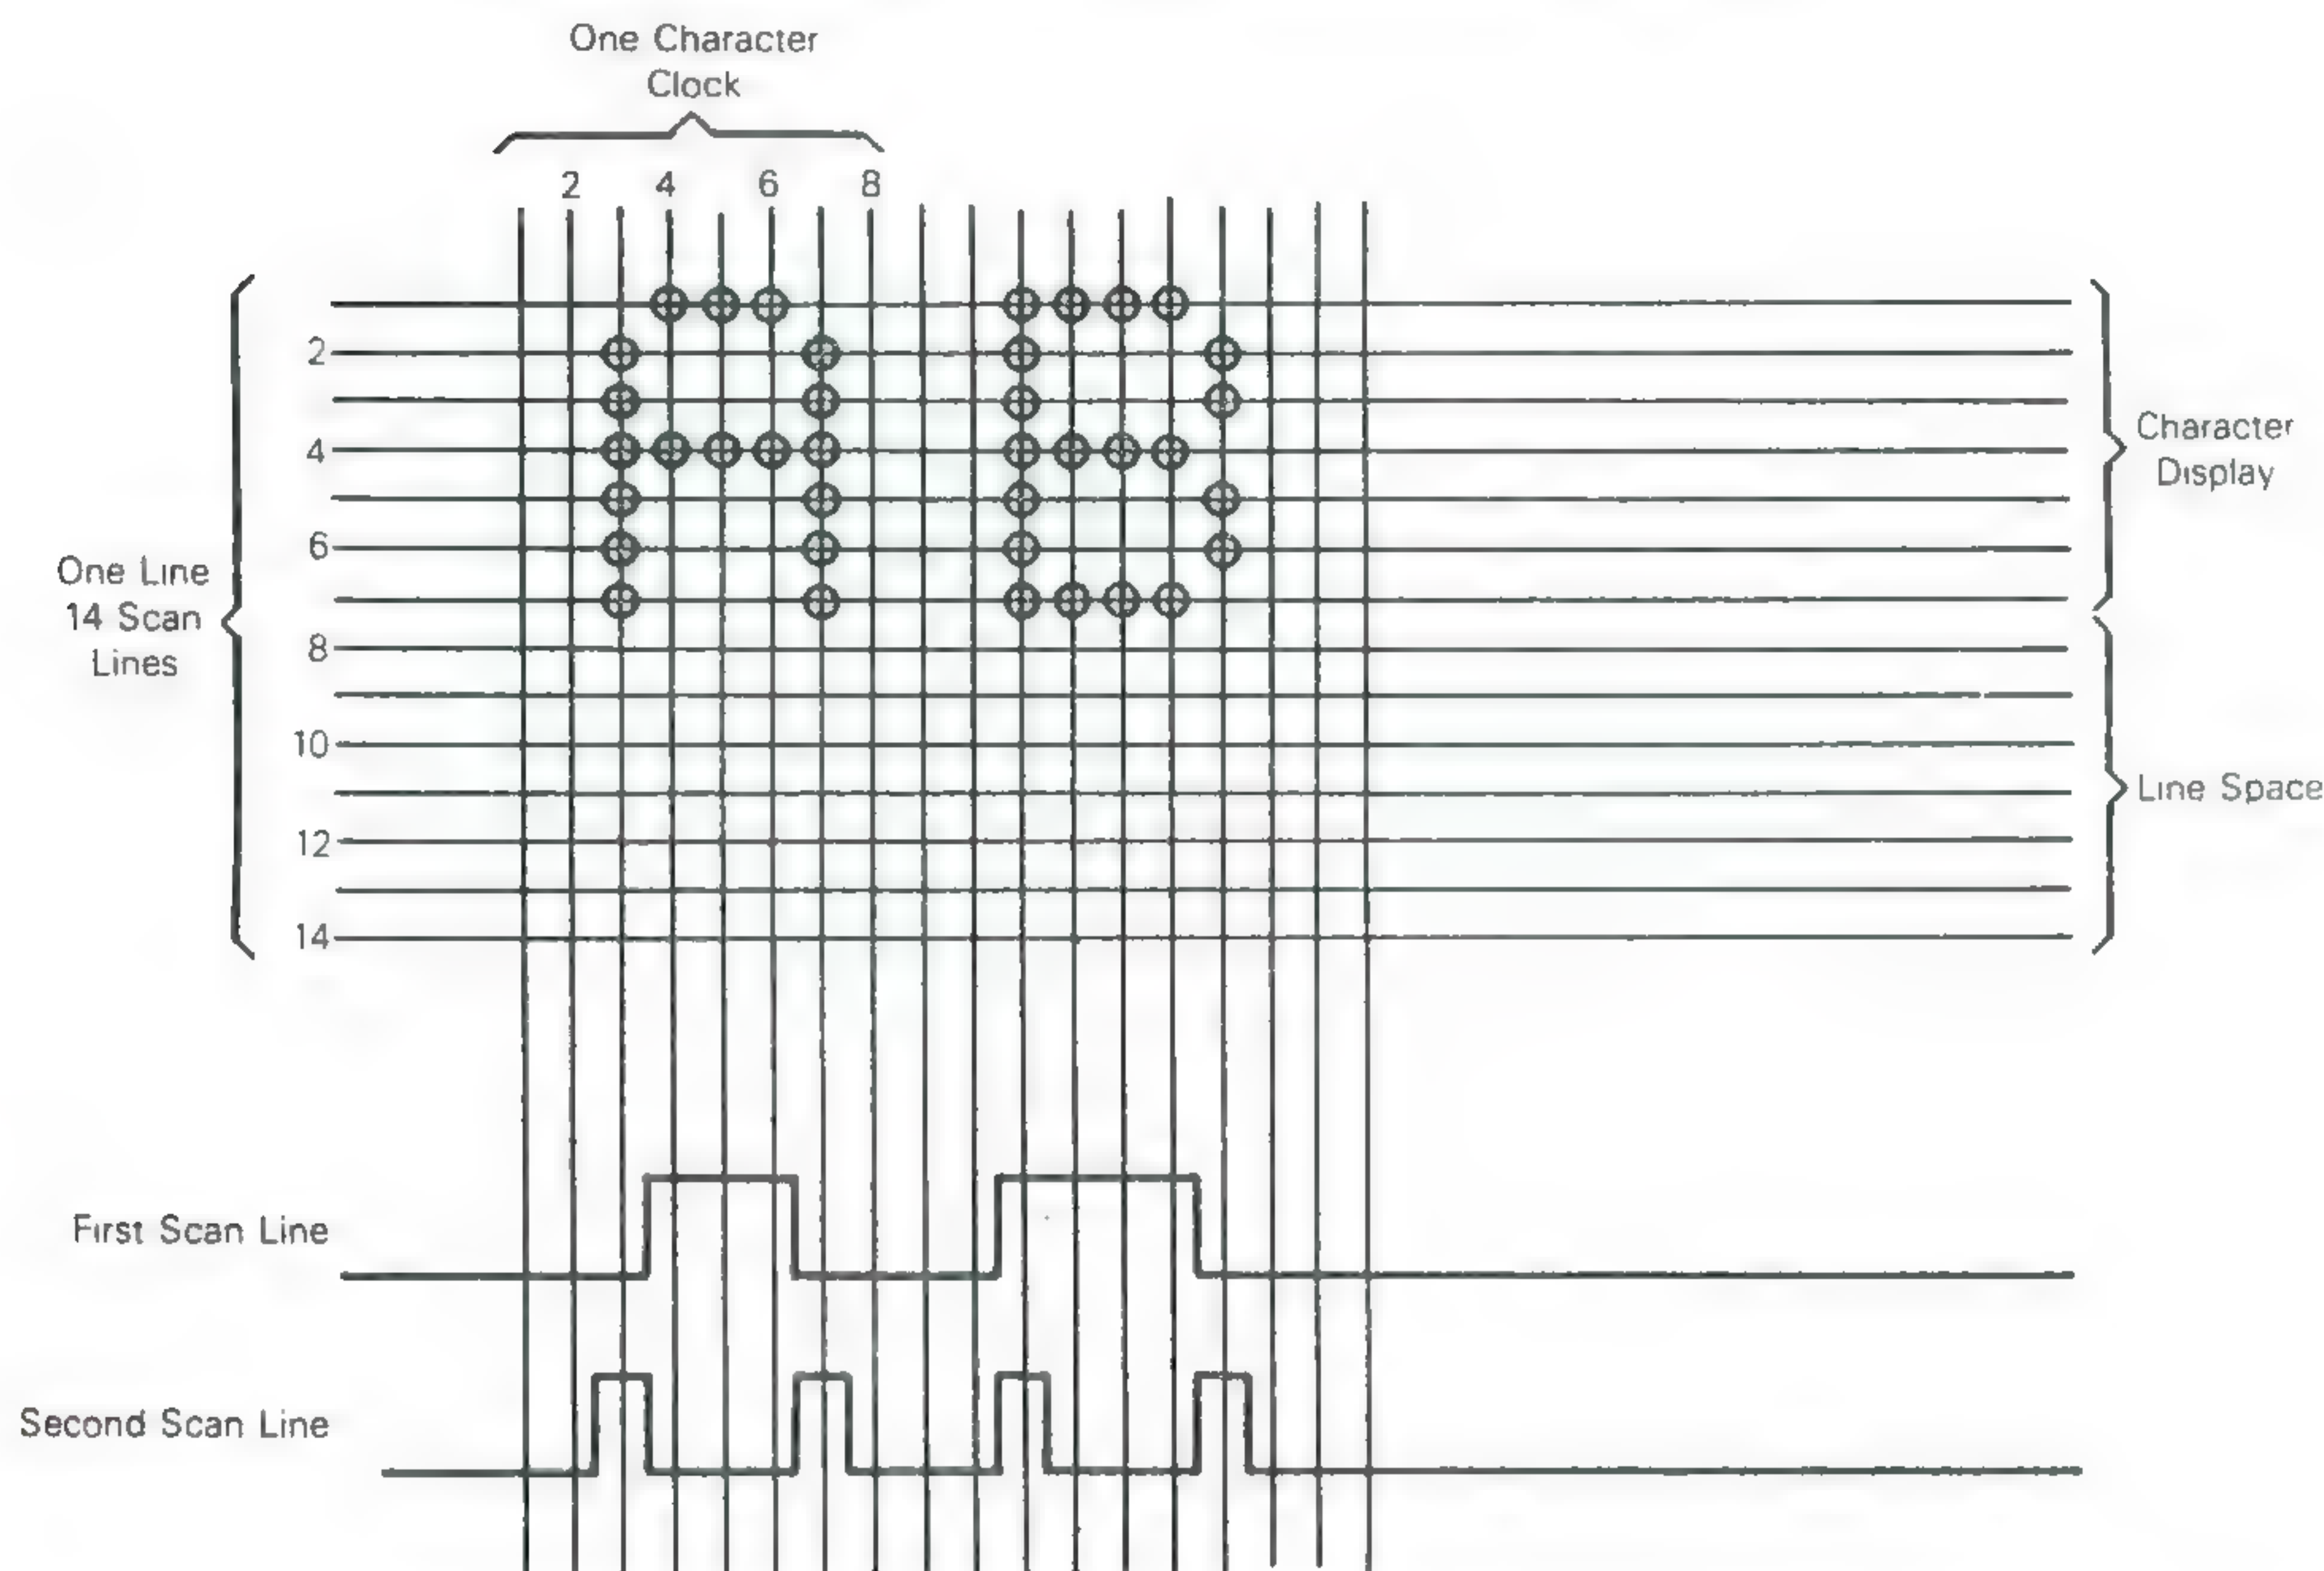 One Character
Clock
2 4 6 8
2
4
6
8
10
12
14
One Line
14 Scan
Lines
Character
Display
Line Space
First Scan Line
Second Scan Line